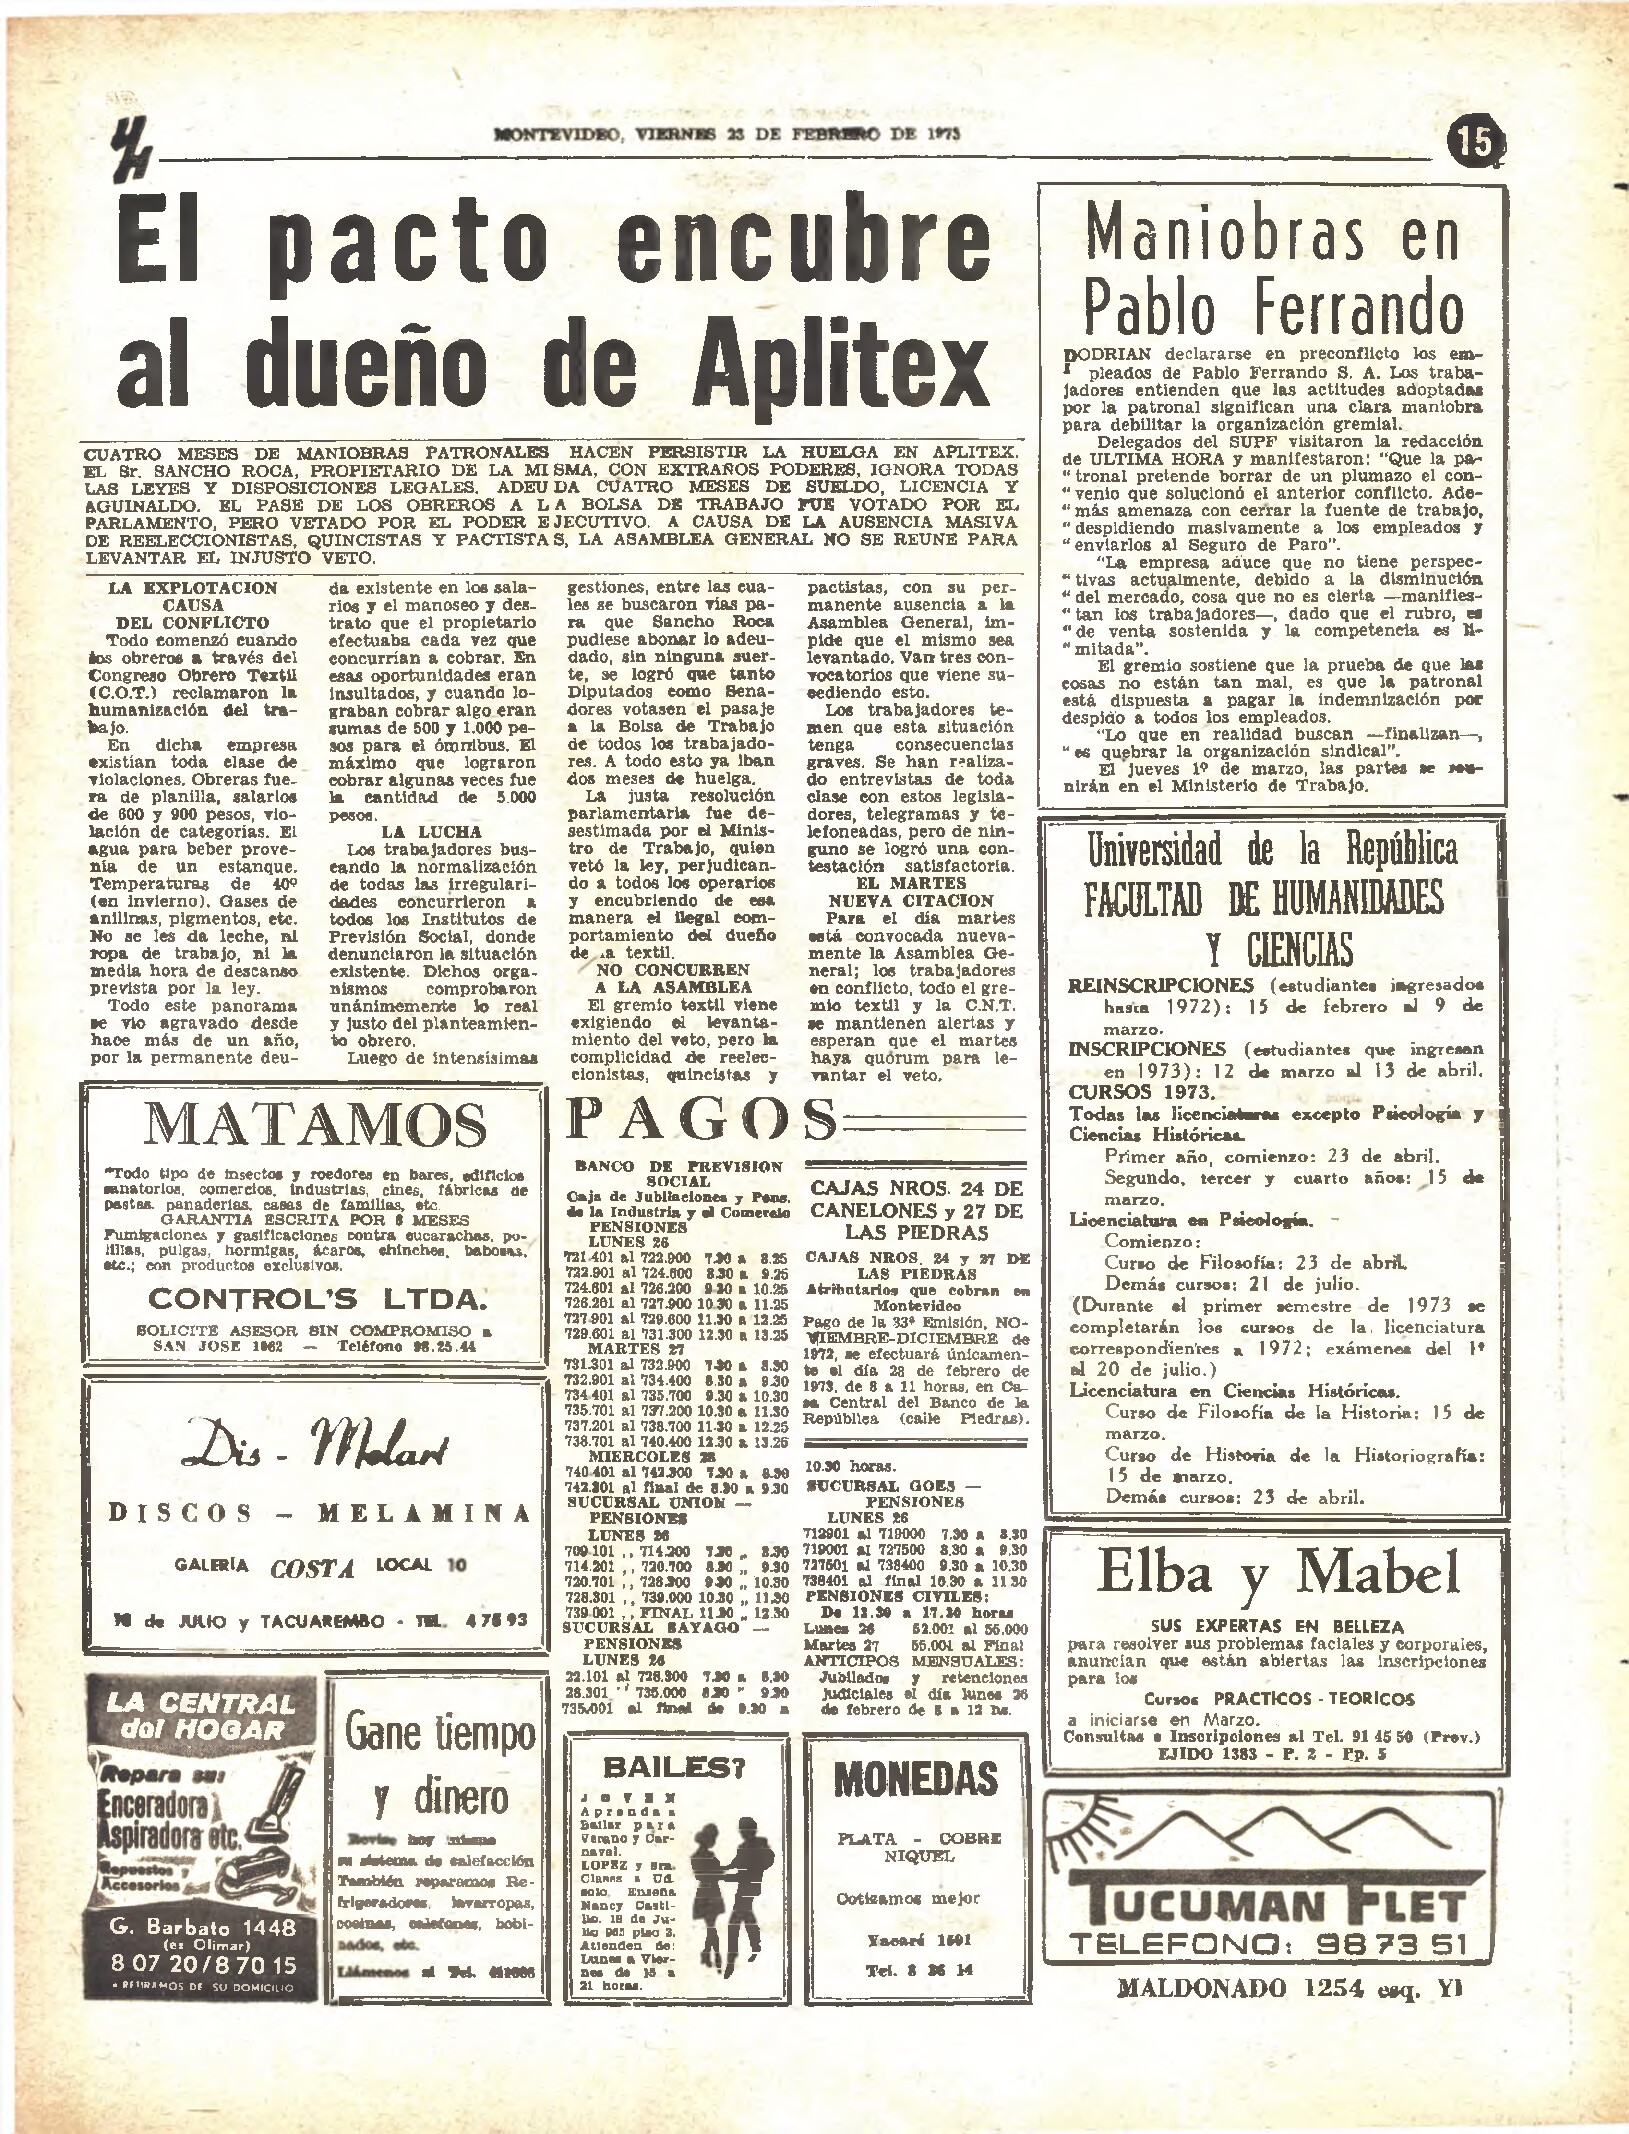 MONTEVIDEO, VIERNES 23 DE FEBRERO DE 1973
15
El pacto encubre
al dueño de Aplitex
CUATRO MESES DE MANIOBRAS PATRONALES HACEN PERSISTIR LA HUELGA EN APLITEX.
EL Sr. SANCHO ROCA, PROPIETARIO DE LA MISMA, CON EXTRAÑOS PODERES, IGNORA TODAS
LAS LEYES Y DISPOSICIONES LEGALES. ADEUDA CUATRO MESES DE SUELDO, LICENCIA Y
AGUINALDO. EL PASE DE LOS OBREROS A LA BOLSA DE TRABAJO FUE VOTADO POR EL
PARLAMENTO, PERO VETADO POR EL PODER EJECUTIVO. A CAUSA DE LA AUSENCIA MASIVA
DE REELECCIONISTAS, QUINCISTAS Y PACTISTAS, LA ASAMBLEA GENERAL NO SE REUNE PARA
LEVANTAR EL INJUSTO VETO.
LA EXPLOTACION
CAUSA
DEL CONFLICTO
Todo comenzó cuando
los obreros a través del
Congreso Obrero Textil
(C.O.T.) reclamaron la
humanización del tra-
bajo.
En dicha empresa
existían toda clase de
violaciones. Obreras fue-
ra de planilla, salarios
de 600 y 900 pesos, vio-
lación de categorías. El
agua para beber prove-
nía de un estanque.
Temperaturas de 40º
(en invierno). Gases de
anilinas, pigmentos, etc.
No se les da leche, ni
ropa de trabajo, ni la
media hora de descanso
prevista por la ley.
Todo este panorama
se vio agravado desde
hace más de un año,
por la permanente deu-
da existente en los sala-
rios y el manoseo y des-
trato que el propietario
efectuaba cada vez que
concurrían a cobrar. En
esas oportunidades eran
insultados, y cuando lo-
graban cobrar algo eran
sumas de 500 y 1.000 pe-
sos para el ómnibus. El
máximo que lograron
cobrar algunas veces fue
la cantidad de 5.000
pesos.
LA LUCHA
Los trabajadores bus-
cando la normalización
de todas las irregulari-
dades concurrieron a
todos los Institutos de
Previsión Social, donde
denunciaron la situación
existente. Dichos orga-
nismos comprobaron
unánimemente lo real
y justo del planteamien-
to obrero.
Luego de intensísimas
gestiones, entre las cua-
les se buscaron vías pa-
ra que Sancho Roca
pudiese abonar lo adeu-
dado, sin ninguna suer-
te, se logró que tanto
Diputados como Sena-
dores votasen el pasaje
a la Bolsa de Trabajo
de todos los trabajado-
res. A todo esto ya iban
dos meses de huelga.
La justa resolución
parlamentaria fue de-
sestimada por el Minis-
tro de Trabajo, quien
vetó la ley, perjudican-
do a todos los operarios
y encubriendo de esa
manera el ilegal com-
portamiento del dueño
de .a textil.
NO CONCURREN
A LA ASAMBLEA
El gremio textil viene
exigiendo el levanta-
miento del veto, pero la
complicidad de reelec-
cionistas, quincistas y
pactistas, con su per-
manente ausencia a la
Asamblea General, im-
pide que el mismo sea
levantado. Van tres con-
vocatorios que viene su-
cediendo esto.
Los trabajadores te-
men que esta situación
tenga consecuencias
graves. Se han realiza-
do entrevistas de toda
clase con estos legisla-
dores, telegramas y te-
lefoneadas, pero de nin-
guno se logró una con-
testación satisfactoria.
EL MARTES
NUEVA CITACION
Para el día martes
está convocada nueva-
mente la Asamblea Ge-
neral; los trabajadores
en conflicto, todo el gre-
mio textil y la C.N.T.
se mantienen alertas y
esperan que el martes
haya quórum para le-
vantar el veto.
Maniobras en
Pablo Ferrando
PODRIAN declararse en preconflicto los em-
pleados de Pablo Ferrando S. A. Los traba-
jadores entienden que las actitudes adoptadas
por la patronal significan una clara maniobra
para debilitar la organización gremial.
Delegados del SUPF visitaron la redacción
de ULTIMA HORA y manifestaron: "Que la pa-
"tronal pretende borrar de un plumazo el con-
"venio que solucionó el anterior conflicto. Ade-
"más amenaza con cerrar la fuente de trabajo,
"despidiendo masivamente a los empleados y
"enviarlos al Seguro de Paro".
"La empresa aduce que no tiene perspec-
"tivas actualmente, debido a la disminución
"del mercado, cosa que no es cierta —manifies-
"tan los trabajadores—, dado que el rubro, es
"de venta sostenida y la competencia es li-
"mitada".
El gremio sostiene que la prueba de que las
cosas no están tan mal, es que la patronal
está dispuesta a pagar la indemnización por
despido a todos los empleados.
"Lo que en realidad buscan —finalizan—,
"es quebrar la organización sindical".
El jueves 1º de marzo, las partes se reu-
nirán en el Ministerio de Trabajo.
Universidad de la República
FACULTAD DE HUMANIDADES
Y CIENCIAS
REINSCRIPCIONES (estudiantes ingresados
hasta 1972): 15 de febrero al 9 de
marzo.
INSCRIPCIONES (estudiantes que ingresan
en 1973): 12 de marzo al 13 de abril.
CURSOS 1973.
Todas las licenciaturas excepto Psicología y
Ciencias Históricas.
Primer año, comienzo: 23 de abril.
Segundo, tercer y cuarto años: 15 de
marzo.
Licenciatura en Psicología.
Comienzo:
Curso de Filosofía: 23 de abril.
Demás cursos: 21 de julio.
(Durante el primer semestre de 1973 se
completarán los cursos de la licenciatura
correspondientes a 1972; exámenes del 1º
al 20 de julio.)
Licenciatura en Ciencias Históricas.
Curso de Filosofía de la Historia: 15 de
marzo.
Curso de Historia de la Historiografía:
15 de marzo.
Demás cursos: 23 de abril.
MATAMOS
"Todo tipo de insectos y roedores en bares, edificios
sanatorios, comercios, industrias, cines, fábricas de
pastas, panaderías, casas de familias, etc.
GARANTIA ESCRITA POR 8 MESES
Fumigaciones y gasificaciones contra cucarachas, po-
lillas, pulgas, hormigas, ácaros, chinches, babosas,
etc.; con productos exclusivos.
CONTROL'S LTDA.
SOLICITE ASESOR SIN COMPROMISO a
SAN JOSE 1062 — Teléfono 98.25.44
Dis - Molart
DISCOS - MELAMINA
GALERÍA COSTA LOCAL 10
18 de JULIO y TACUAREMBO - TEL. 4 75 93
PAGOS
BANCO DE PREVISION
SOCIAL
Caja de Jubilaciones y Pens.
de la Industria y el Comercio
PENSIONES
LUNES 26
721.401 al 722.900 7.30 a 8.25
722.901 al 724.600 8.30 a 9.25
724.601 al 726.200 9.30 a 10.25
726.201 al 727.900 10.30 a 11.25
727.901 al 729.600 11.30 a 12.25
729.601 al 731.300 12.30 a 13.25
MARTES 27
731.301 al 732.900 7.30 a 8.30
732.901 al 734.400 8.30 a 9.30
734.401 al 735.700 9.30 a 10.30
735.701 al 737.200 10.30 a 11.30
737.201 al 738.700 11.30 a 12.25
738.701 al 740.400 12.30 a 13.25
MIERCOLES 28
740.401 al 742.300 7.30 a 8.30
742.301 al final de 8.30 a 9.30
SUCURSAL UNION —
PENSIONES
LUNES 26
709.101 ,, 714.200 7.30 ,, 8.30
714.201 ,, 720.700 8.30 ,, 9.30
720.701 ,, 728.300 9.30 ,, 10.30
728.301 ,, 739.000 10.30 ,, 11.30
739.001 ,, FINAL 11.30 ,, 12.30
SUCURSAL SAYAGO —
PENSIONES
LUNES 26
22.101 al 728.300 7.30 a 8.30
28.301 " 735.000 8.30 " 9.30
735.001 al final de 9.30 a
CAJAS NROS. 24 DE
CANELONES y 27 DE
LAS PIEDRAS
CAJAS NROS. 24 y 27 DE
LAS PIEDRAS
Atributarios que cobran en
Montevideo
Pago de la 33ª Emisión, NO-
VIEMBRE-DICIEMBRE de
1972, se efectuará únicamen-
te el día 28 de febrero de
1973, de 8 a 11 horas, en Ca-
sa Central del Banco de la
República (calle Piedras).
10.30 horas.
SUCURSAL GOES —
PENSIONES
LUNES 26
712901 al 719000 7.30 a 8.30
719001 al 727500 8.30 a 9.30
727501 al 738400 9.30 a 10.30
738401 al final 10.30 a 11.30
PENSIONES CIVILES:
De 12.30 a 17.30 horas
Lunes 26 52.001 al 55.000
Martes 27 55.001 al Final
ANTICIPOS MENSUALES:
Jubilados y retenciones
judiciales el día lunes 26
de febrero de 8 a 12 hs.
Elba y Mabel
SUS EXPERTAS EN BELLEZA
para resolver sus problemas faciales y corporales,
anuncian que están abiertas las inscripciones
para los
Cursos PRACTICOS - TEORICOS
a iniciarse en Marzo.
Consultas e Inscripciones al Tel. 91 45 50 (Prov.)
EJIDO 1383 - P. 2 - Pp. 5
LA CENTRAL
del HOGAR
Repara sus
Enceradora
Aspiradora etc.
Repuestos y
Accesorios
G. Barbato 1448
(ex Olimar)
8 07 20/8 70 15
RETIRAMOS DE SU DOMICILIO
Gane tiempo
y dinero
Revise hoy mismo
su sistema de calefacción
También reparamos Re-
frigeradores, lavarropas,
cocinas, calefones, bobi-
nados, etc.
Llámenos al Tel.
BAILES?
JOVEN
Aprenda a
Bailar para
Verano y Car-
naval.
LOPEZ y Sra.
Clases a Ud.
solo. Enseña
Nancy Casti-
llo. 18 de Ju-
lio 965 piso 3.
Atienden de:
Lunes a Vier-
nes de 15 a
21 horas.
MONEDAS
PLATA - COBRE
NIQUEL
Cotizamos mejor
Yacaré 1601
Tel. 8 26 14
TUCUMAN FLET
TELEFONO: 98 73 51
MALDONADO 1254 esq. YI